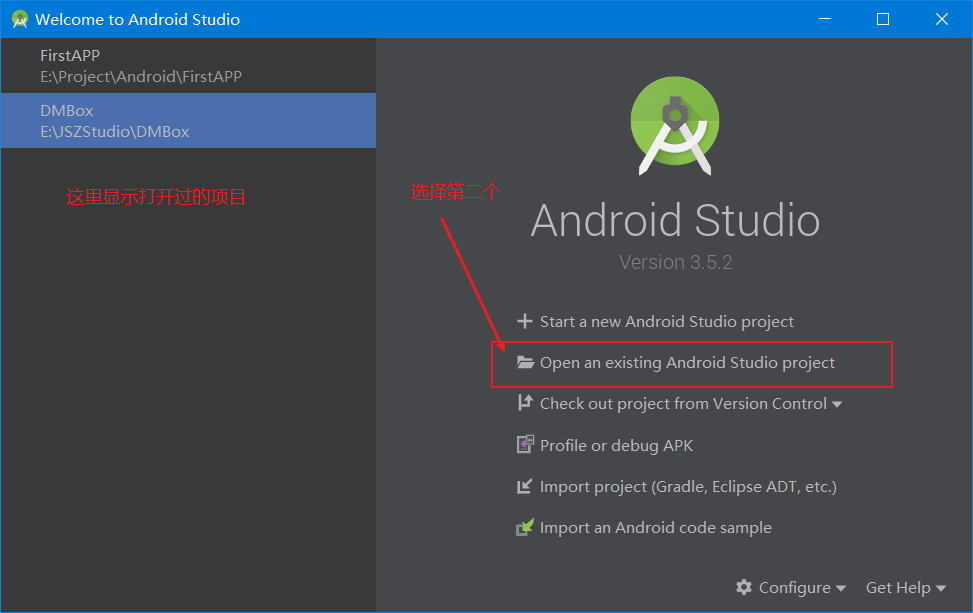 Welcome to Android Studio
FirstAPP
E:\Project\Android\FirstAPP
DMBox
E:\JSZStudio\DMBox
这里显示打开过的项目
选择第二个
Android Studio
Version 3.5.2
Start a new Android Studio project
Open an existing Android Studio project
Check out project from Version Control
Profile or debug APK
Import project (Gradle, Eclipse ADT, etc.)
Import an Android code sample
Configure Get Help